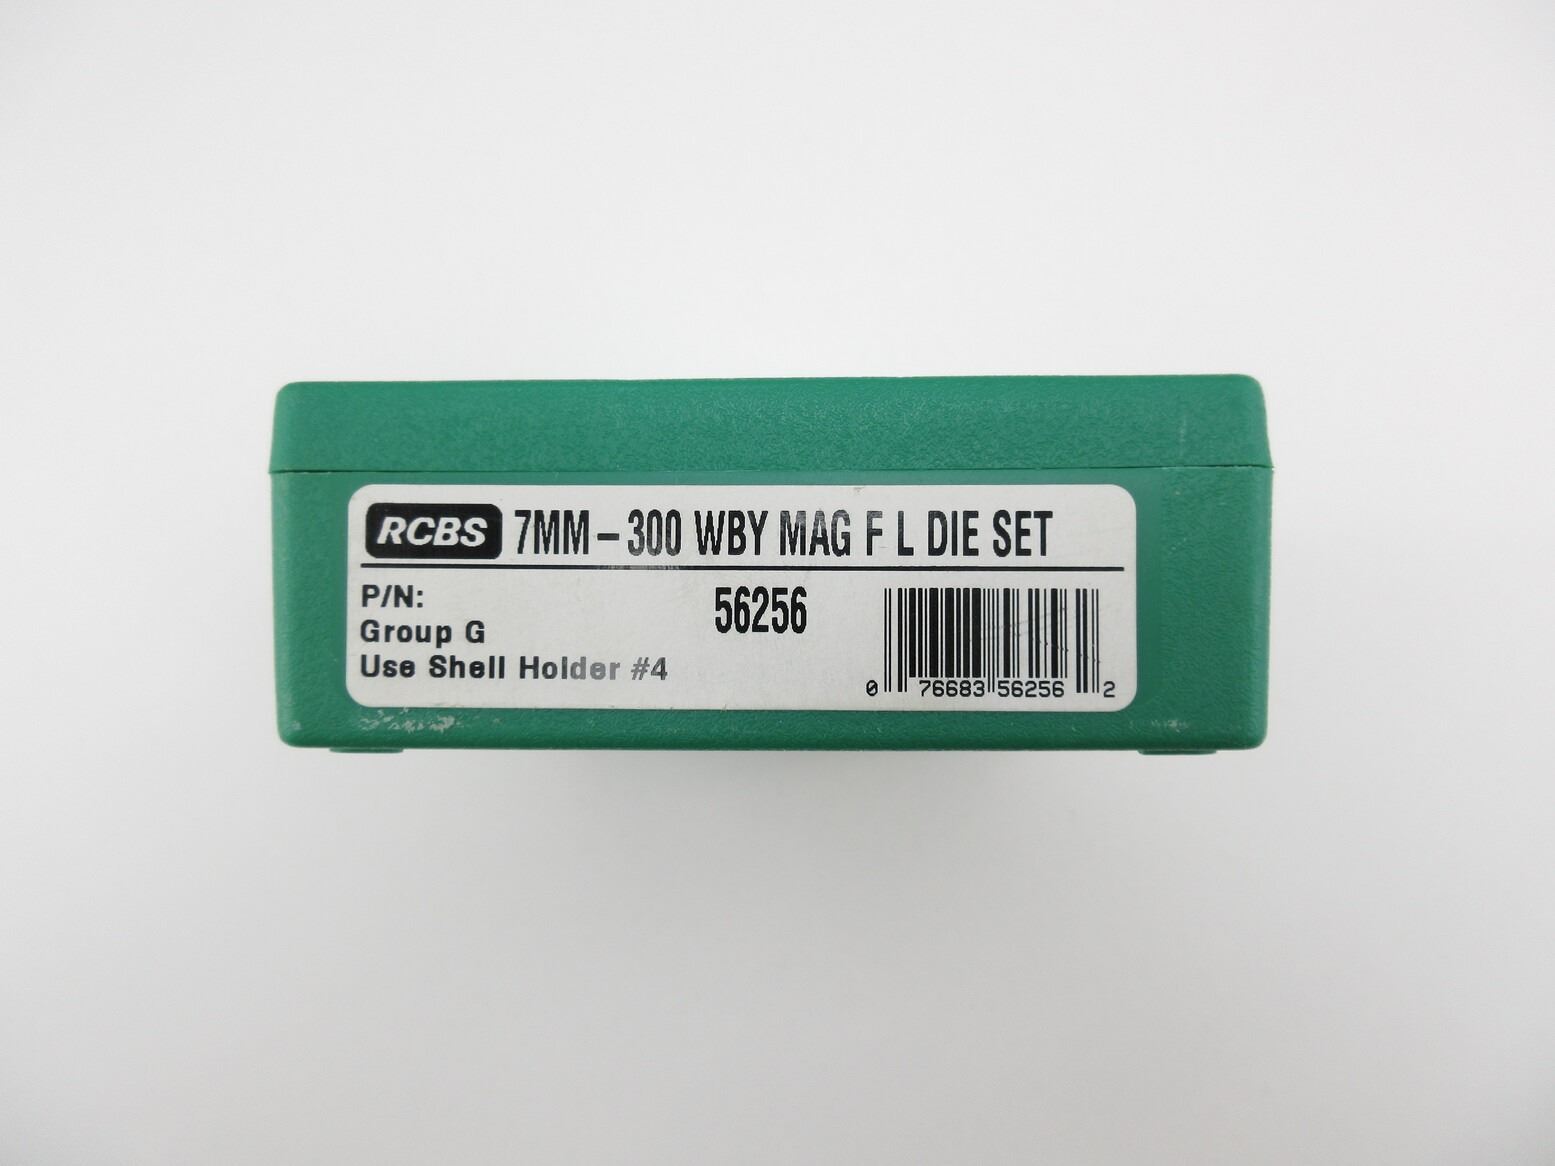 RCBS 7MM-300 WBY MAG F L DIE SET
P/N: 56256
Group G
Use Shell Holder #4
0 76683 56256 2